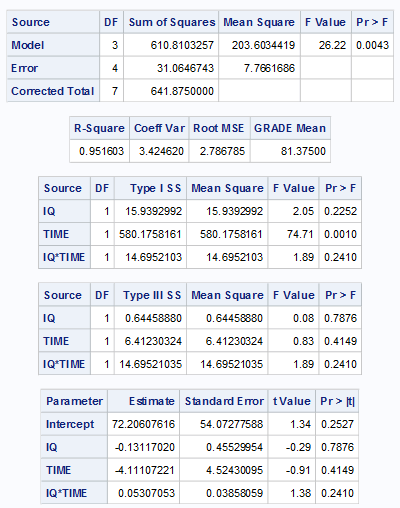 Source DF Sum of Squares Mean Square F Value Pr > F
Model 3 610.8103257 203.6034419 26.22 0.0043
Error 4 31.0646743 7.7661686
Corrected Total 7 641.8750000
R-Square Coeff Var Root MSE GRADE Mean
0.951603 3.424620 2.786785 81.37500
Source DF Type I SS Mean Square F Value Pr > F
IQ 1 15.9392992 15.9392992 2.05 0.2252
TIME 1 580.1758161 580.1758161 74.71 0.0010
IQ*TIME 1 14.6952103 14.6952103 1.89 0.2410
Source DF Type III SS Mean Square F Value Pr > F
IQ 1 0.64458880 0.64458880 0.08 0.7876
TIME 1 6.41230324 6.41230324 0.83 0.4149
IQ*TIME 1 14.69521035 14.69521035 1.89 0.2410
Parameter Estimate Standard Error t Value Pr > |t|
Intercept 72.20607616 54.07277588 1.34 0.2527
IQ -0.13117020 0.45529954 -0.29 0.7876
TIME -4.11107221 4.52430095 -0.91 0.4149
IQ*TIME 0.05307053 0.03858059 1.38 0.2410